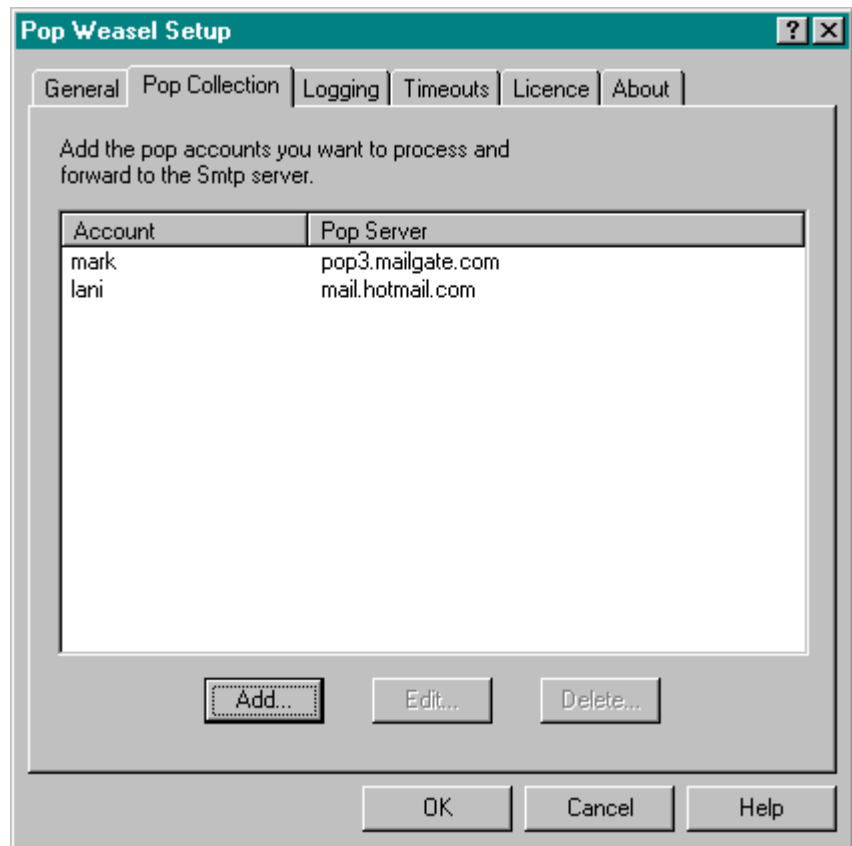 Pop Weasel Setup
General Pop Collection Logging Timeouts Licence About
Add the pop accounts you want to process and
forward to the Smtp server.
Account Pop Server
mark pop3.mailgate.com
lani mail.hotmail.com
Add... Edit... Delete...
OK Cancel Help